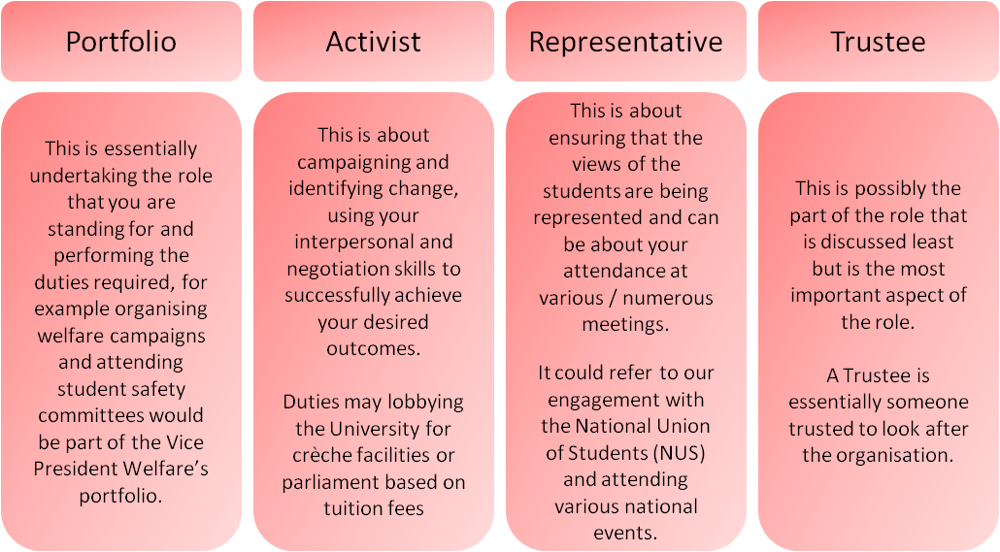 Portfolio
This is essentially
undertaking the role
that you are
standing for and
performing the
duties required, for
example organising
welfare campaigns
and attending
student safety
committees would
be part of the Vice
President Welfare's
portfolio.
Activist
This is about
campaigning and
identifying change,
using your
interpersonal and
negotiation skills to
successfully achieve
your desired
outcomes.
Duties may lobbying
the University for
crèche facilities or
parliament based on
tuition fees
Representative
This is about
ensuring that the
views of the
students are being
represented and can
be about your
attendance at
various / numerous
meetings.
It could refer to our
engagement with
the National Union
of Students (NUS)
and attending
various national
events.
Trustee
This is possibly the
part of the role that
is discussed least
but is the most
important aspect of
the role.
A Trustee is
essentially someone
trusted to look after
the organisation.